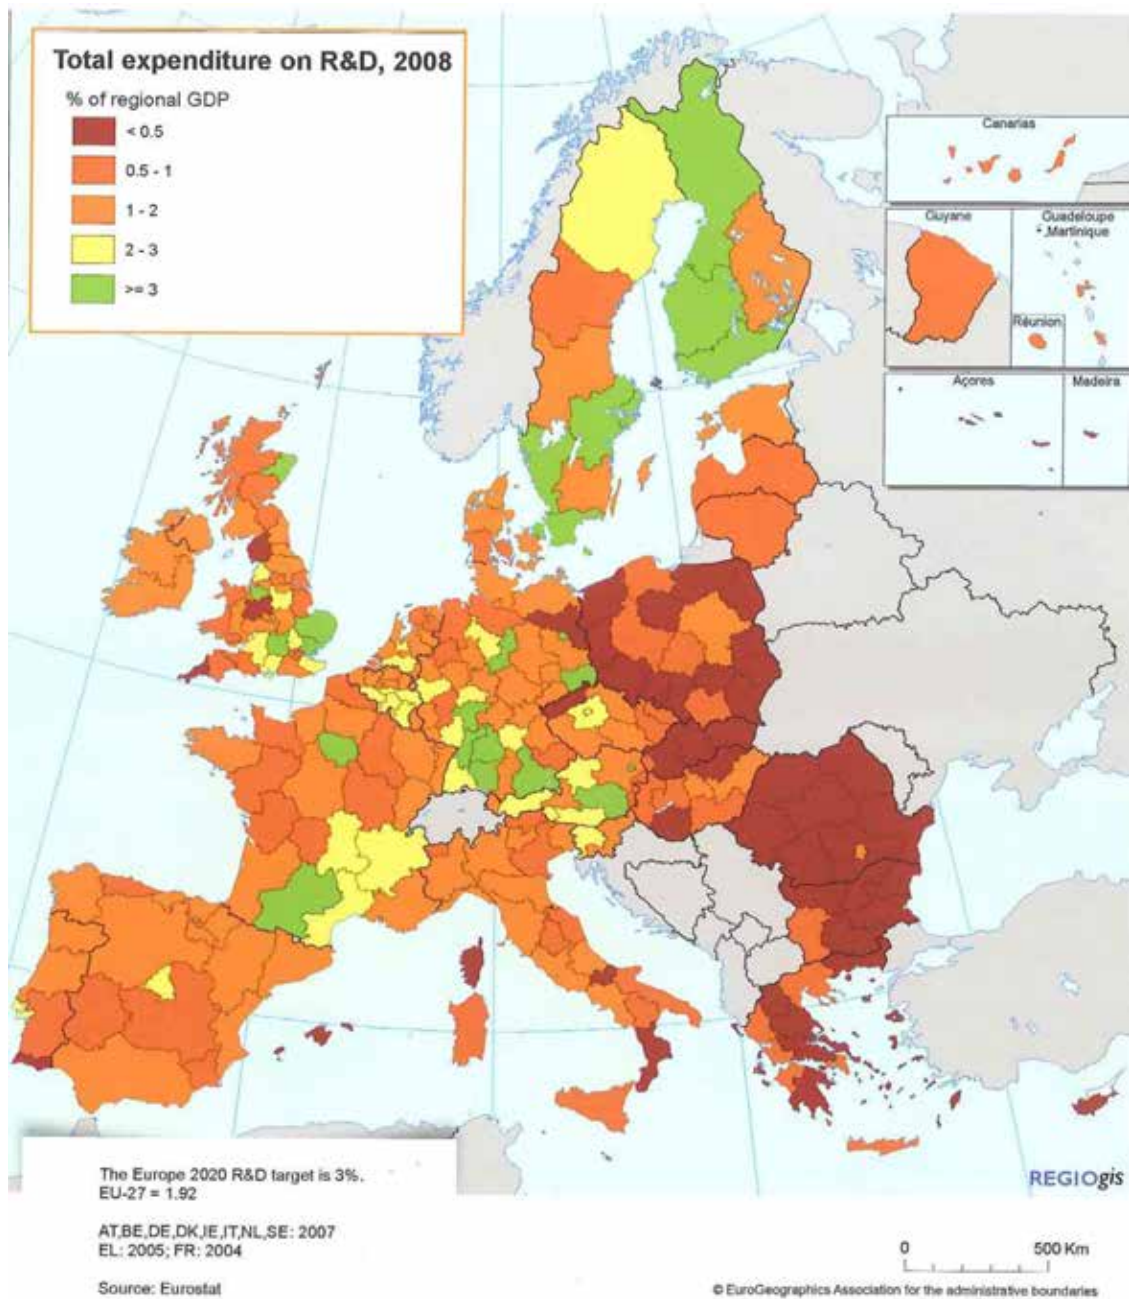 Total expenditure on R&D, 2008
% of regional GDP
< 0.5
0.5 - 1
1 - 2
2 - 3
>= 3
Canarias
Guyane
Guadeloupe
Martinique
Réunion
Açores
Madeira
The Europe 2020 R&D target is 3%.
EU-27 = 1.92
AT,BE,DE,DK,IE,IT,NL,SE: 2007
EL: 2005; FR: 2004
Source: Eurostat
REGIOgis
0 500 Km
© EuroGeographics Association for the administrative boundaries